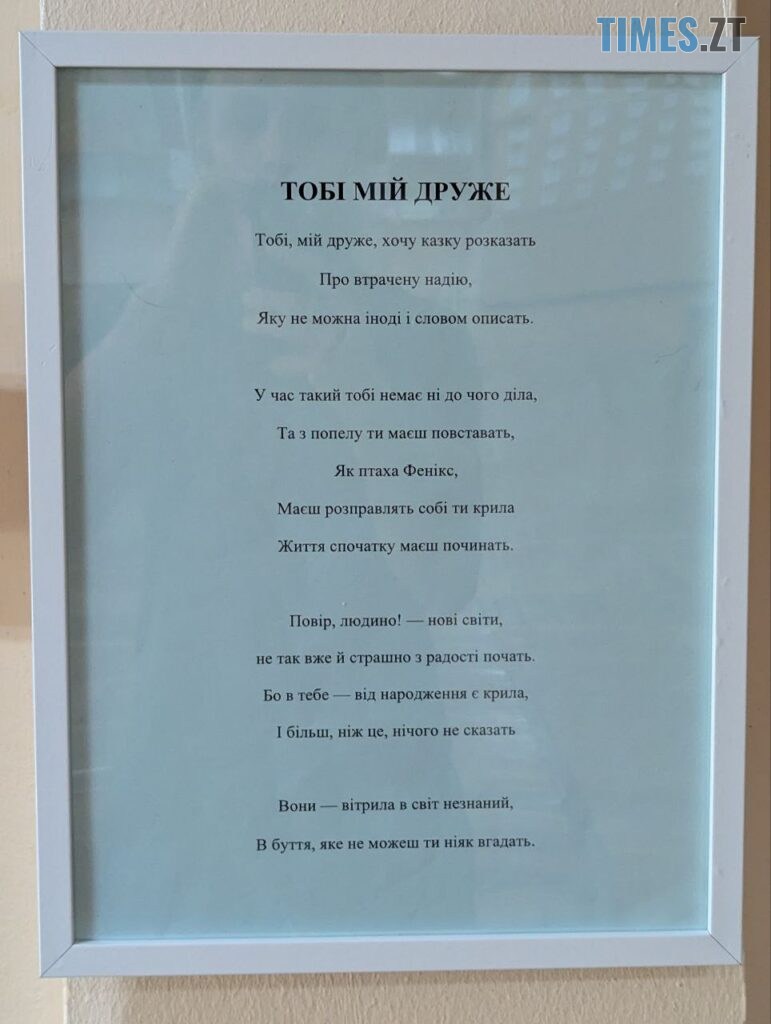 TIMES.ZT
ТОБІ МІЙ ДРУЖЕ
Тобі, мій друже, хочу казку розказать
Про втрачену надію,
Яку не можна іноді і словом описать.
У час такий тобі немає ні до чого діла,
Та з попелу ти маєш повставать,
Як птаха Фенікс,
Маєш розправлять собі ти крила
Життя спочатку маєш починать.
Повір, людино! — нові світи,
не так вже й страшно з радості почать.
Бо в тебе — від народження є крила,
І більш, ніж це, нічого не сказать
Вони — вітрила в світ незнаний,
В буття, яке не можеш ти ніяк вгадать.